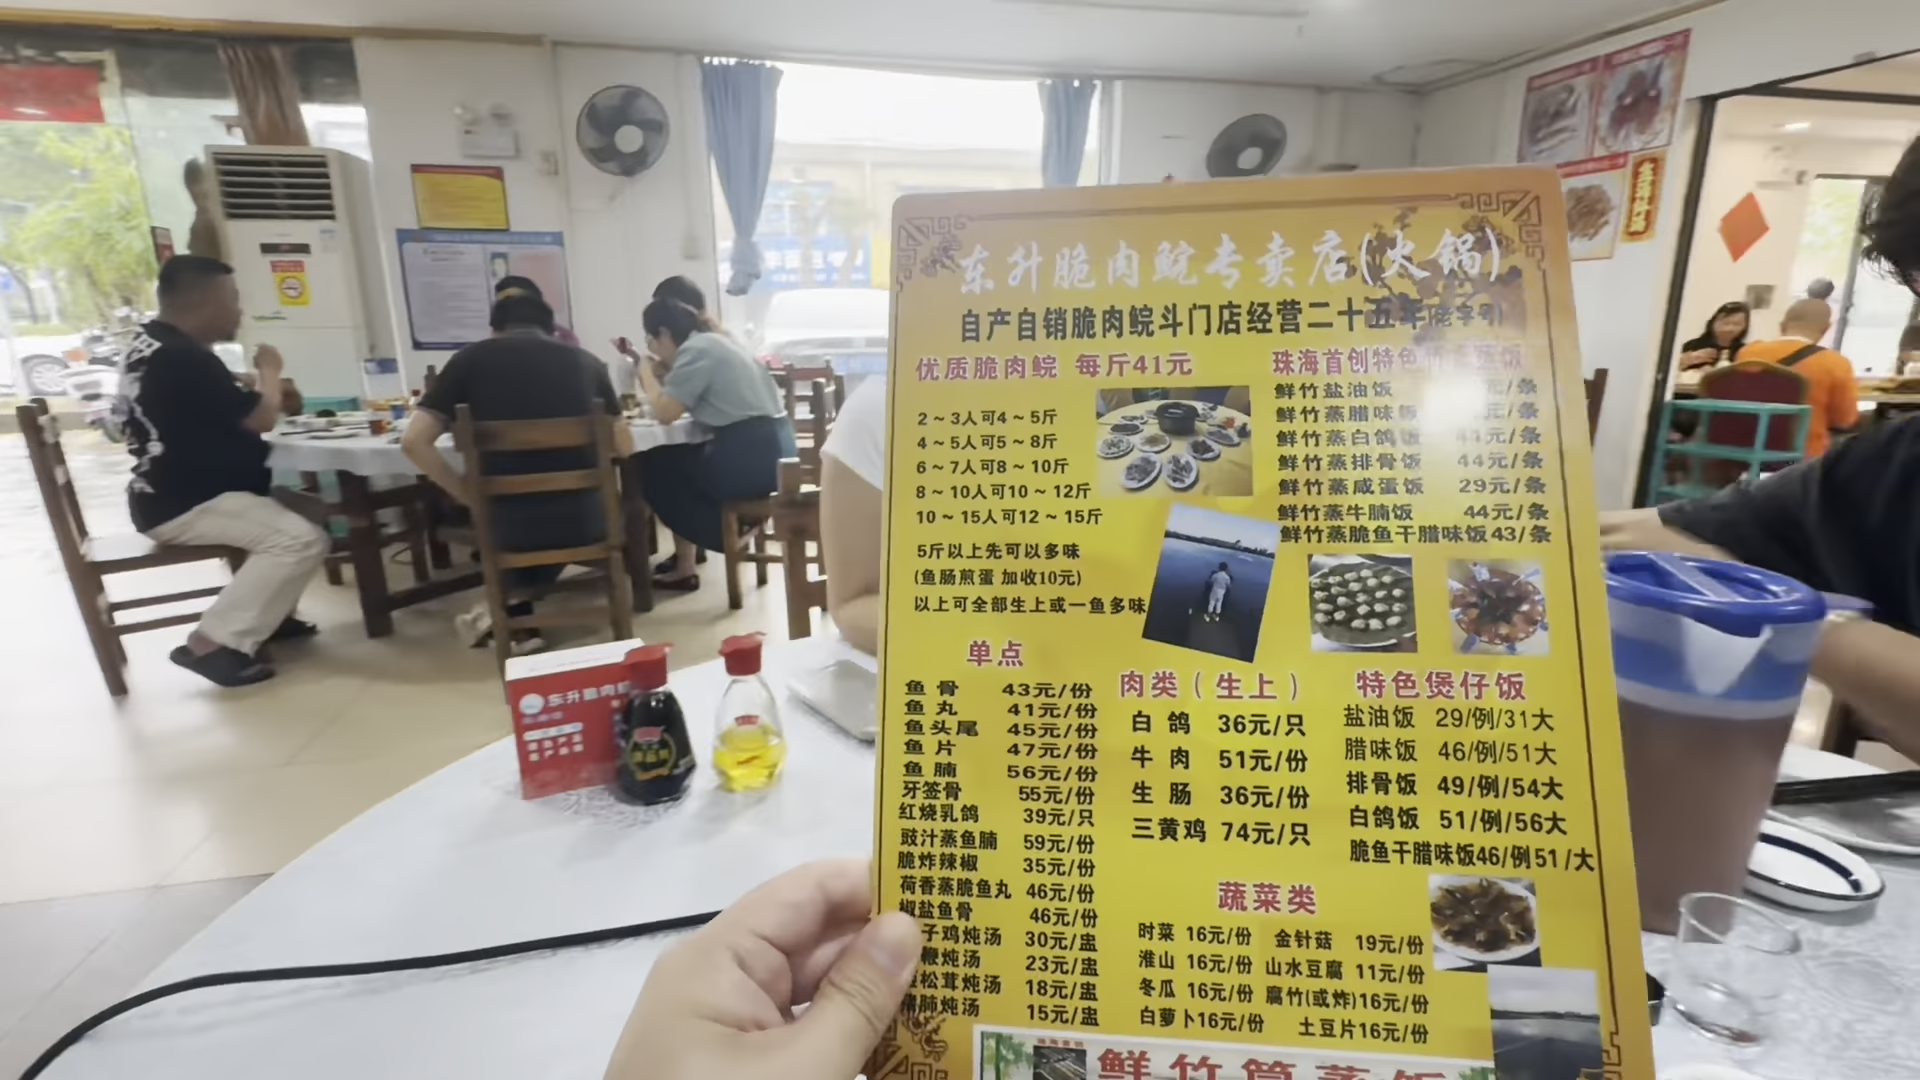 东升脆肉鲩专卖店(火锅)
自产自销脆肉鲩斗门店经营二十五年(老字号)
优质脆肉鲩 每斤41元
2~3人可4~5斤
4~5人可5~8斤
6~7人可8~10斤
8~10人可10~12斤
10~15人可12~15斤
5斤以上先可以多味
(鱼肠煎蛋 加收10元)
以上可全部生上或一鱼多味
珠海首创特色
鲜竹盐油饭 /条
鲜竹蒸腊味饭 元/条
鲜竹蒸白鸽饭 44元/条
鲜竹蒸排骨饭 44元/条
鲜竹蒸咸蛋饭 29元/条
鲜竹蒸牛腩饭 44元/条
鲜竹蒸脆鱼干腊味饭43/条
单点
鱼骨 43元/份
鱼丸 41元/份
鱼头尾 45元/份
鱼片 47元/份
鱼腩 56元/份
牙签骨 55元/份
红烧乳鸽 39元/只
豉汁蒸鱼腩 59元/份
脆炸辣椒 35元/份
荷香蒸脆鱼丸 46元/份
椒盐鱼骨 46元/份
子鸡炖汤 30元/盅
鞭炖汤 23元/盅
松茸炖汤 18元/盅
肺炖汤 15元/盅
肉类(生上)
白鸽 36元/只
牛肉 51元/份
生肠 36元/份
三黄鸡 74元/只
特色煲仔饭
盐油饭 29/例/31大
腊味饭 46/例/51大
排骨饭 49/例/54大
白鸽饭 51/例/56大
脆鱼干腊味饭46/例51/大
蔬菜类
时菜 16元/份 金针菇 19元/份
淮山 16元/份 山水豆腐 11元/份
冬瓜 16元/份 腐竹(或炸)16元/份
白萝卜16元/份 土豆片16元/份
鲜竹筒蒸饭
东升脆肉